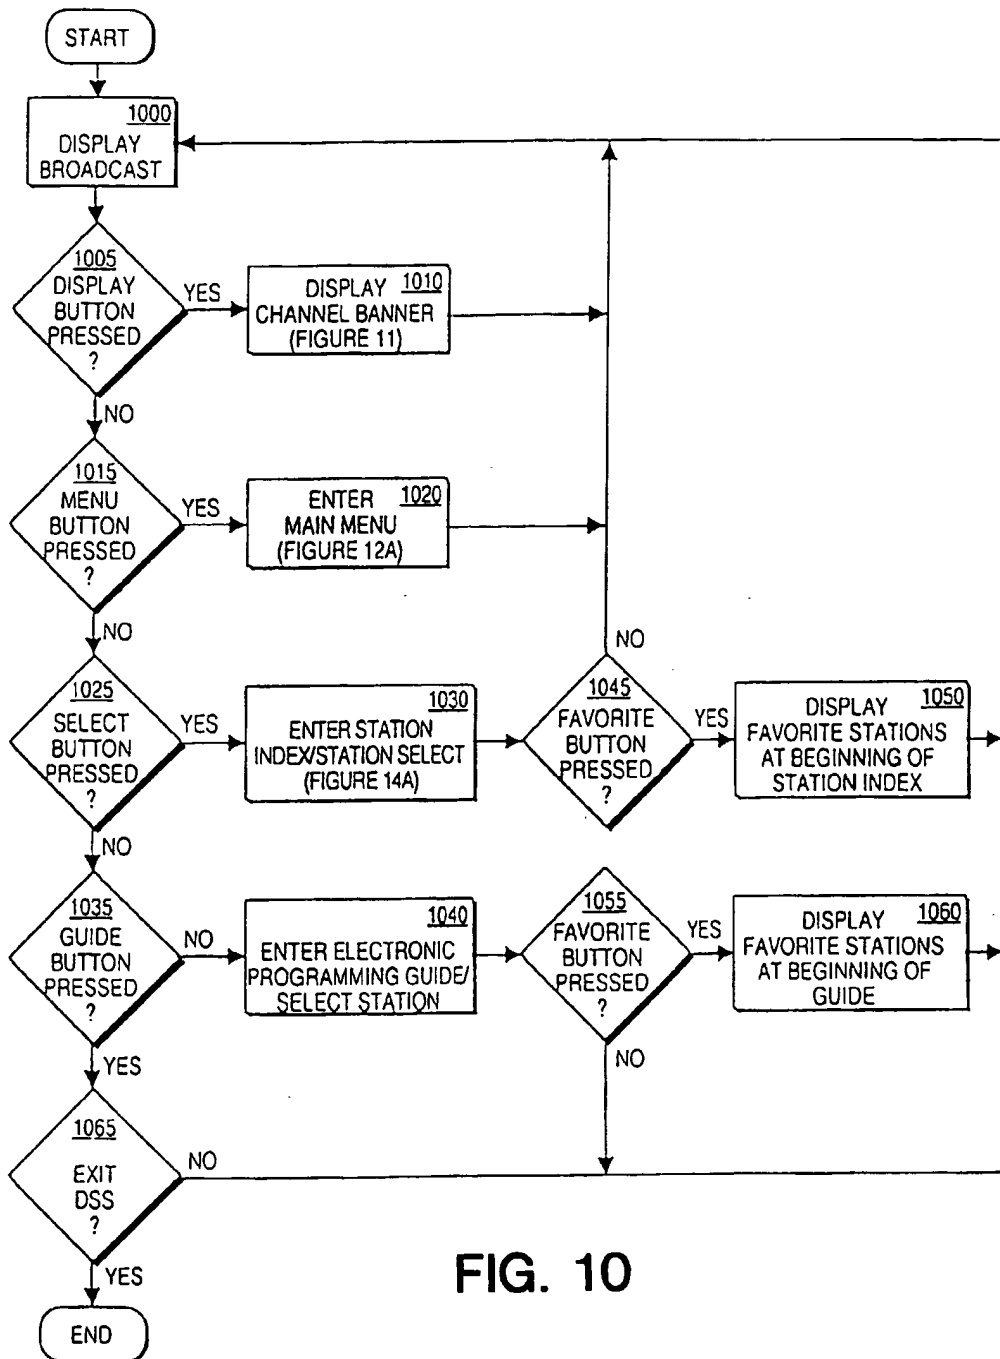 START
1000
DISPLAY
BROADCAST
1005
DISPLAY
BUTTON
PRESSED
?
YES
DISPLAY 1010
CHANNEL BANNER
(FIGURE 11)
NO
1015
MENU
BUTTON
PRESSED
?
YES
ENTER 1020
MAIN MENU
(FIGURE 12A)
NO
1025
SELECT
BUTTON
PRESSED
?
YES
1030
ENTER STATION
INDEX/STATION SELECT
(FIGURE 14A)
NO
1045
FAVORITE
BUTTON
PRESSED
?
YES
DISPLAY 1050
FAVORITE STATIONS
AT BEGINNING OF
STATION INDEX
NO
1035
GUIDE
BUTTON
PRESSED
?
NO
1040
ENTER ELECTRONIC
PROGRAMMING GUIDE/
SELECT STATION
1055
FAVORITE
BUTTON
PRESSED
?
YES
DISPLAY 1060
FAVORITE STATIONS
AT BEGINNING OF
GUIDE
NO
YES
1065
EXIT
DSS
?
NO
YES
END
FIG. 10